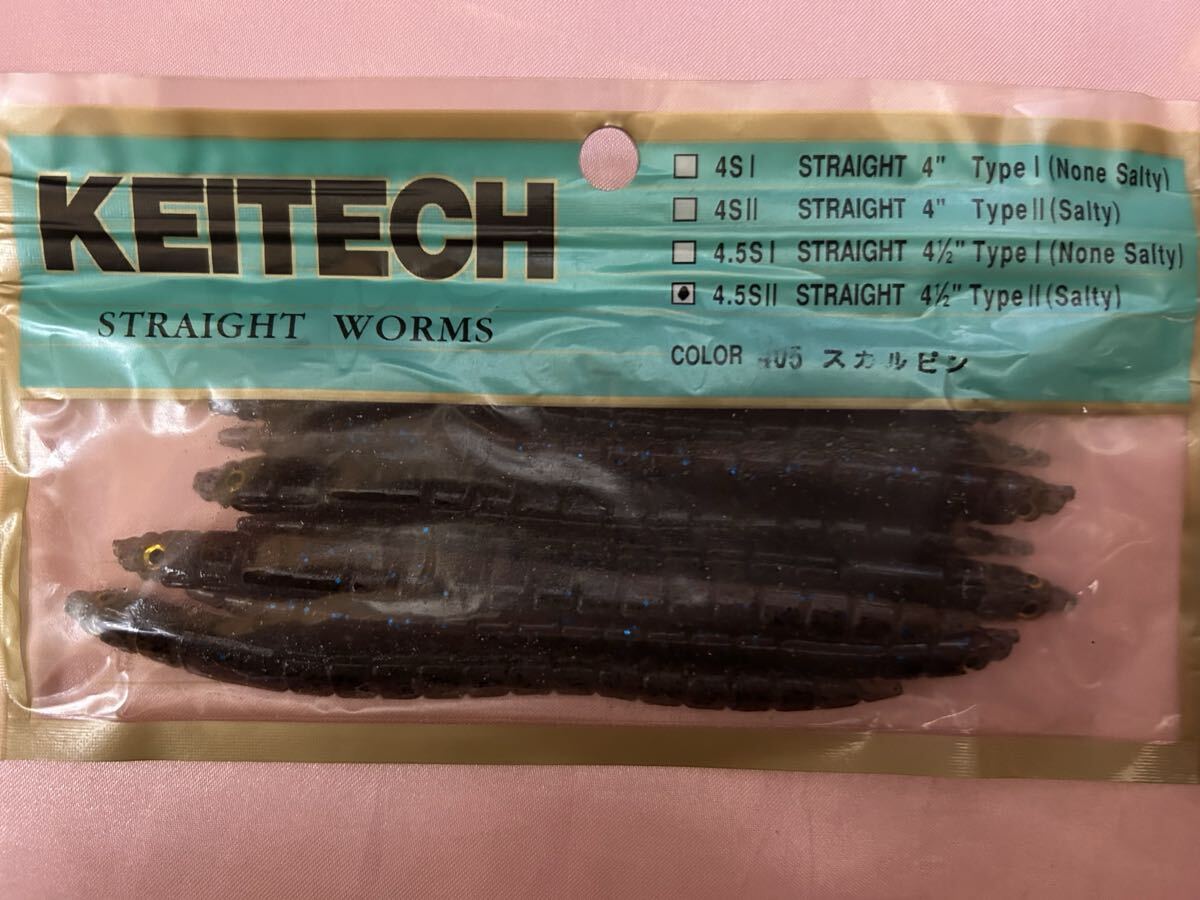 KEITECH
STRAIGHT WORMS
4S I STRAIGHT 4" Type I (None Salty)
4S II STRAIGHT 4" Type II (Salty)
4.5S I STRAIGHT 4½" Type I (None Salty)
4.5S II STRAIGHT 4½" Type II (Salty)
COLOR 405 スカルピン